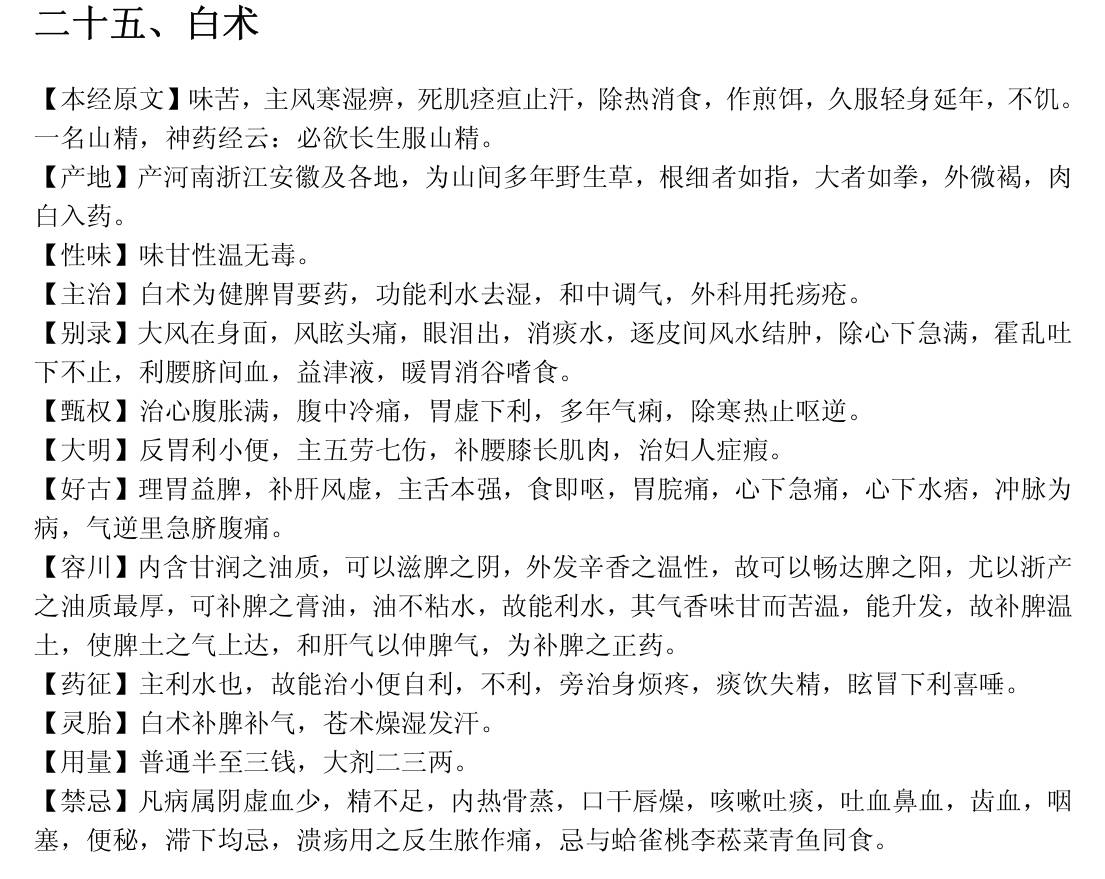 二十五、白术
【本经原文】味苦，主风寒湿痹，死肌痉疸止汗，除热消食，作煎饵，久服轻身延年，不饥。
一名山精，神药经云：必欲长生服山精。
【产地】产河南浙江安徽及各地，为山间多年野生草，根细者如指，大者如拳，外微褐，肉
白入药。
【性味】味甘性温无毒。
【主治】白术为健脾胃要药，功能利水去湿，和中调气，外科用托疡疮。
【别录】大风在身面，风眩头痛，眼泪出，消痰水，逐皮间风水结肿，除心下急满，霍乱吐
下不止，利腰脐间血，益津液，暖胃消谷嗜食。
【甄权】治心腹胀满，腹中冷痛，胃虚下利，多年气痢，除寒热止呕逆。
【大明】反胃利小便，主五劳七伤，补腰膝长肌肉，治妇人症瘕。
【好古】理胃益脾，补肝风虚，主舌本强，食即呕，胃脘痛，心下急痛，心下水痞，冲脉为
病，气逆里急脐腹痛。
【容川】内含甘润之油质，可以滋脾之阴，外发辛香之温性，故可以畅达脾之阳，尤以浙产
之油质最厚，可补脾之膏油，油不粘水，故能利水，其气香味甘而苦温，能升发，故补脾温
土，使脾土之气上达，和肝气以伸脾气，为补脾之正药。
【药征】主利水也，故能治小便自利，不利，旁治身烦疼，痰饮失精，眩冒下利喜唾。
【灵胎】白术补脾补气，苍术燥湿发汗。
【用量】普通半至三钱，大剂二三两。
【禁忌】凡病属阴虚血少，精不足，内热骨蒸，口干唇燥，咳嗽吐痰，吐血鼻血，齿血，咽
塞，便秘，滞下均忌，溃疡用之反生脓作痛，忌与蛤雀桃李菘菜青鱼同食。